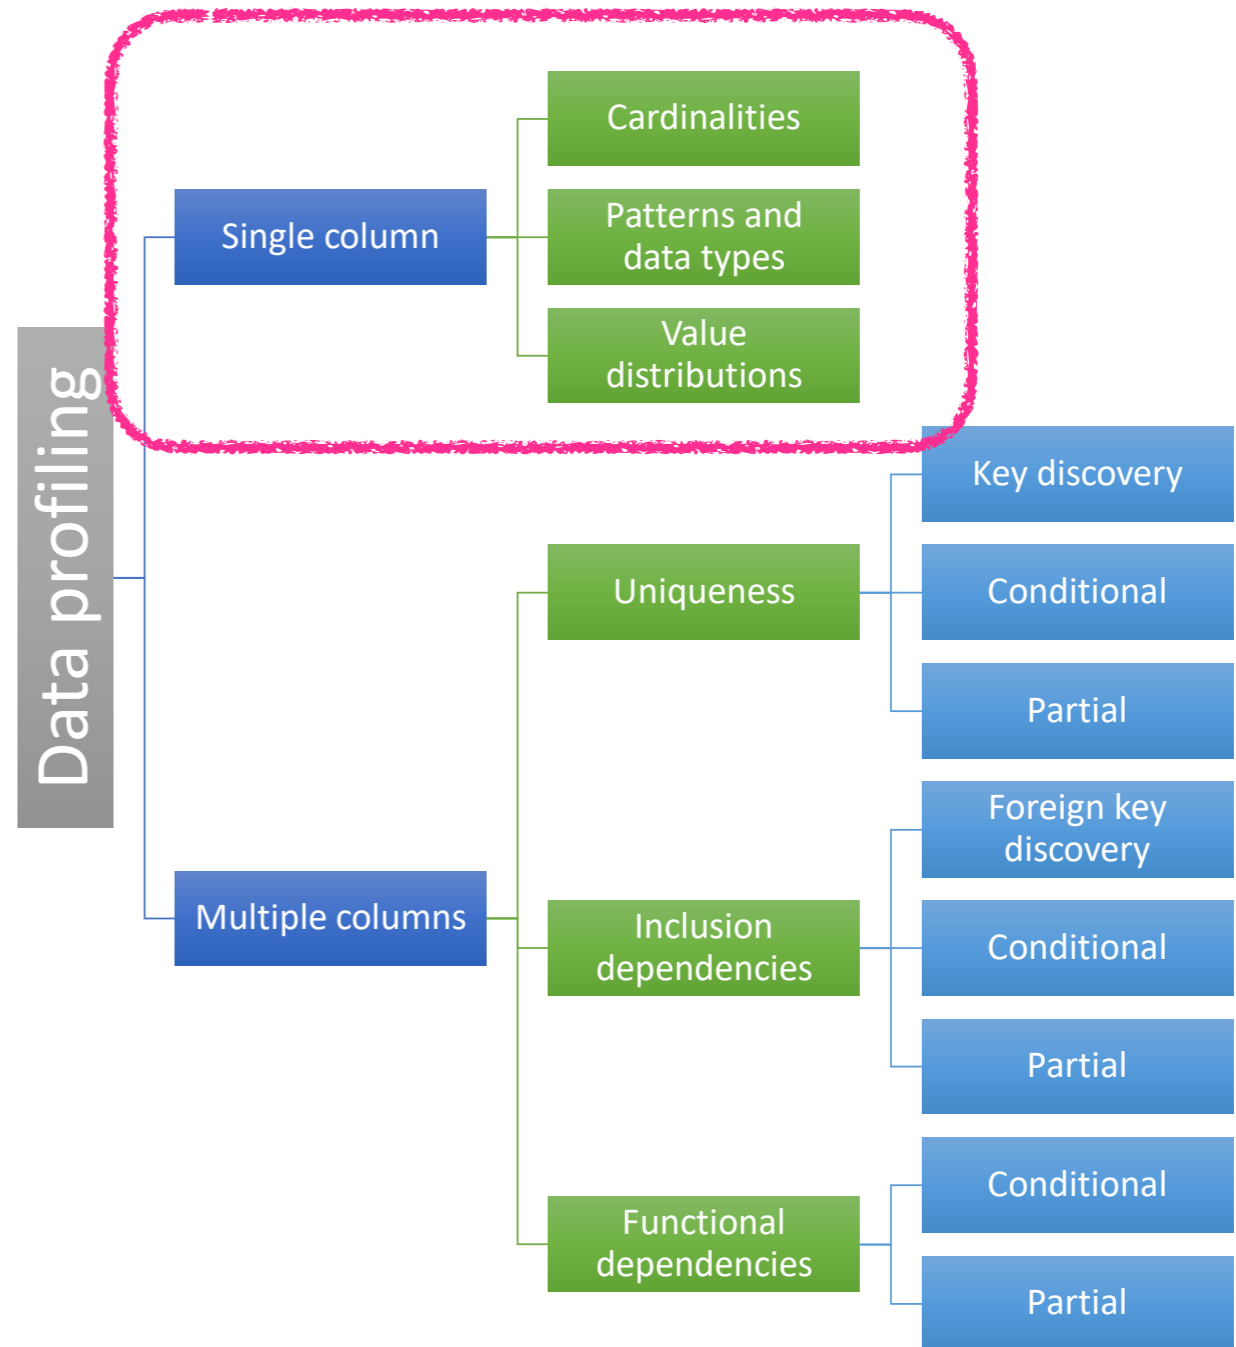 Data profiling
Single column
Cardinalities
Patterns and
data types
Value
distributions
Multiple columns
Uniqueness
Key discovery
Conditional
Partial
Inclusion
dependencies
Foreign key
discovery
Conditional
Partial
Functional
dependencies
Conditional
Partial